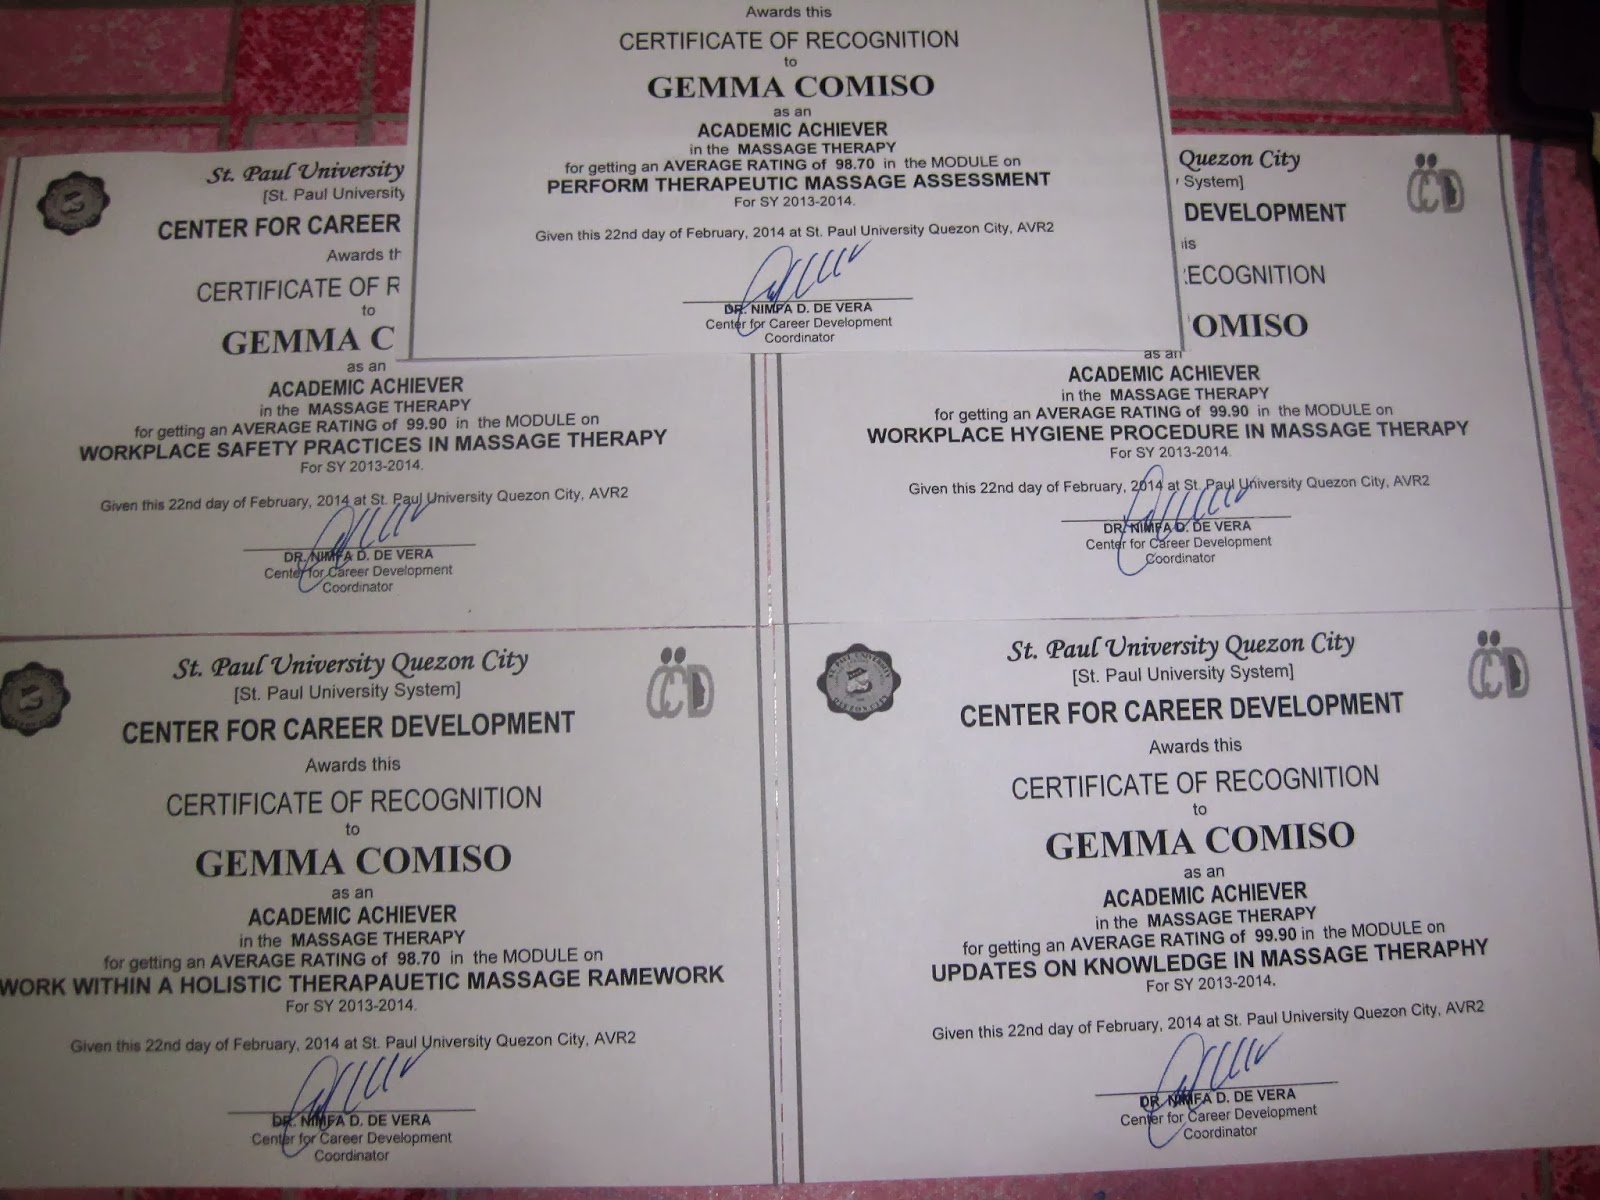 Awards this
CERTIFICATE OF RECOGNITION
to
GEMMA COMISO
as an
ACADEMIC ACHIEVER
in the MASSAGE THERAPY
for getting an AVERAGE RATING of 98.70 in the MODULE on
PERFORM THERAPEUTIC MASSAGE ASSESSMENT
For SY 2013-2014.
Given this 22nd day of February, 2014 at St. Paul University Quezon City, AVR2
DR. NIMFA D. DE VERA
Center for Career Development
Coordinator
St. Paul University
[St. Paul University
CENTER FOR CAREER
Awards th
CERTIFICATE OF R
to
GEMMA C
as an
ACADEMIC ACHIEVER
in the MASSAGE THERAPY
for getting an AVERAGE RATING of 99.90 in the MODULE on
WORKPLACE SAFETY PRACTICES IN MASSAGE THERAPY
For SY 2013-2014.
Given this 22nd day of February, 2014 at St. Paul University Quezon City, AVR2
DR. NIMFA D. DE VERA
Center for Career Development
Coordinator
Quezon City
System]
DEVELOPMENT
is
ECOGNITION
OMISO
as an
ACADEMIC ACHIEVER
in the MASSAGE THERAPY
for getting an AVERAGE RATING of 99.90 in the MODULE on
WORKPLACE HYGIENE PROCEDURE IN MASSAGE THERAPY
For SY 2013-2014.
Given this 22nd day of February, 2014 at St. Paul University Quezon City, AVR2
DR. NIMFA D. DE VERA
Center for Career Development
Coordinator
St. Paul University Quezon City
[St. Paul University System]
CCD
CENTER FOR CAREER DEVELOPMENT
Awards this
CERTIFICATE OF RECOGNITION
to
GEMMA COMISO
as an
ACADEMIC ACHIEVER
in the MASSAGE THERAPY
for getting an AVERAGE RATING of 98.70 in the MODULE on
WORK WITHIN A HOLISTIC THERAPAUETIC MASSAGE RAMEWORK
For SY 2013-2014.
Given this 22nd day of February, 2014 at St. Paul University Quezon City, AVR2
DR. NIMFA D. DE VERA
Center for Career Development
Coordinator
St. Paul University Quezon City
[St. Paul University System]
CCD
CENTER FOR CAREER DEVELOPMENT
Awards this
CERTIFICATE OF RECOGNITION
to
GEMMA COMISO
as an
ACADEMIC ACHIEVER
in the MASSAGE THERAPY
for getting an AVERAGE RATING of 99.90 in the MODULE on
UPDATES ON KNOWLEDGE IN MASSAGE THERAPHY
For SY 2013-2014.
Given this 22nd day of February, 2014 at St. Paul University Quezon City, AVR2
DR. NIMFA D. DE VERA
Center for Career Development
Coordinator